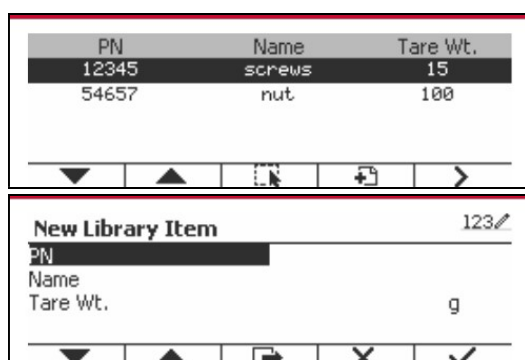 PN Name Tare Wt.
12345 screws 15
54657 nut 100
New Library Item 123
PN
Name
Tare Wt. g